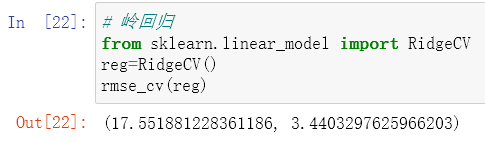 In [22]: # 岭回归
from sklearn.linear_model import RidgeCV
reg=RidgeCV()
rmse_cv(reg)
Out[22]: (17.551881228361186, 3.4403297625966203)